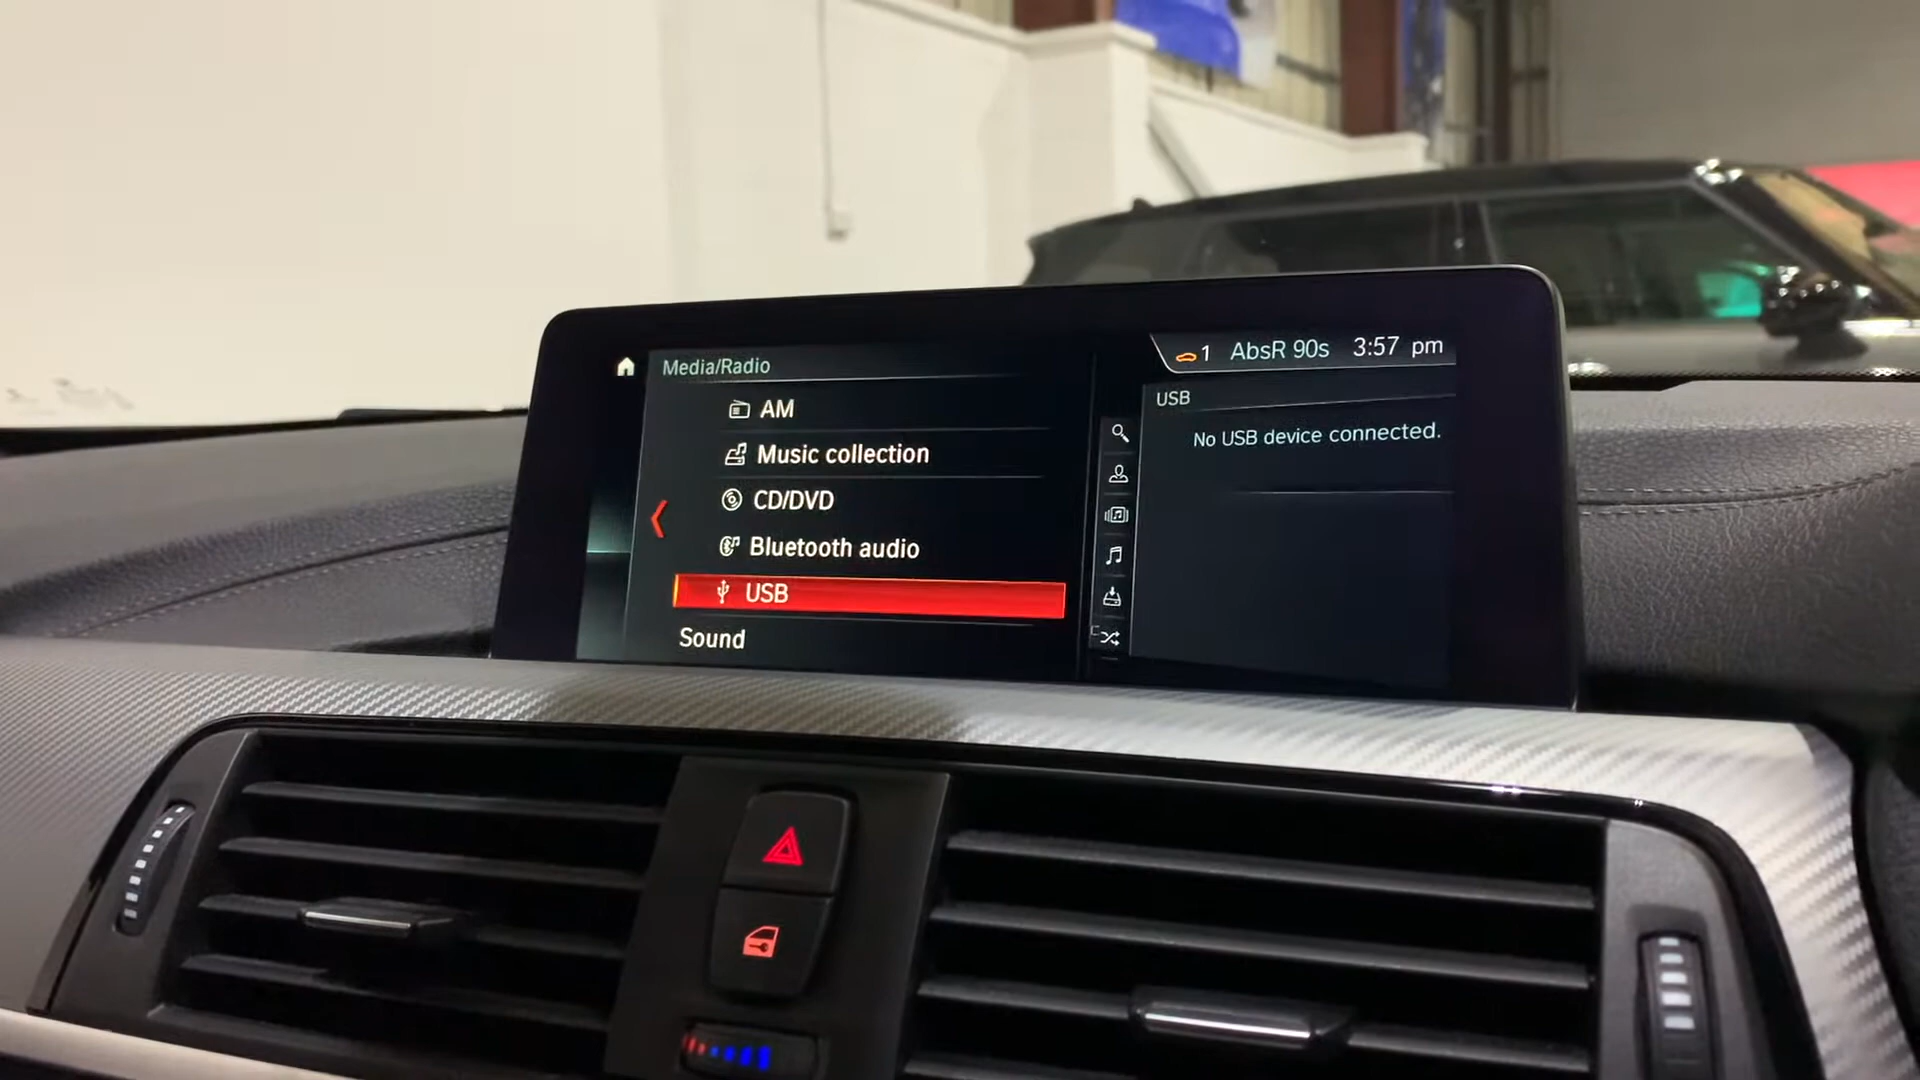 Media/Radio
AM
Music collection
CD/DVD
Bluetooth audio
USB
Sound
1 AbsR 90s 3:57 pm
USB
No USB device connected.